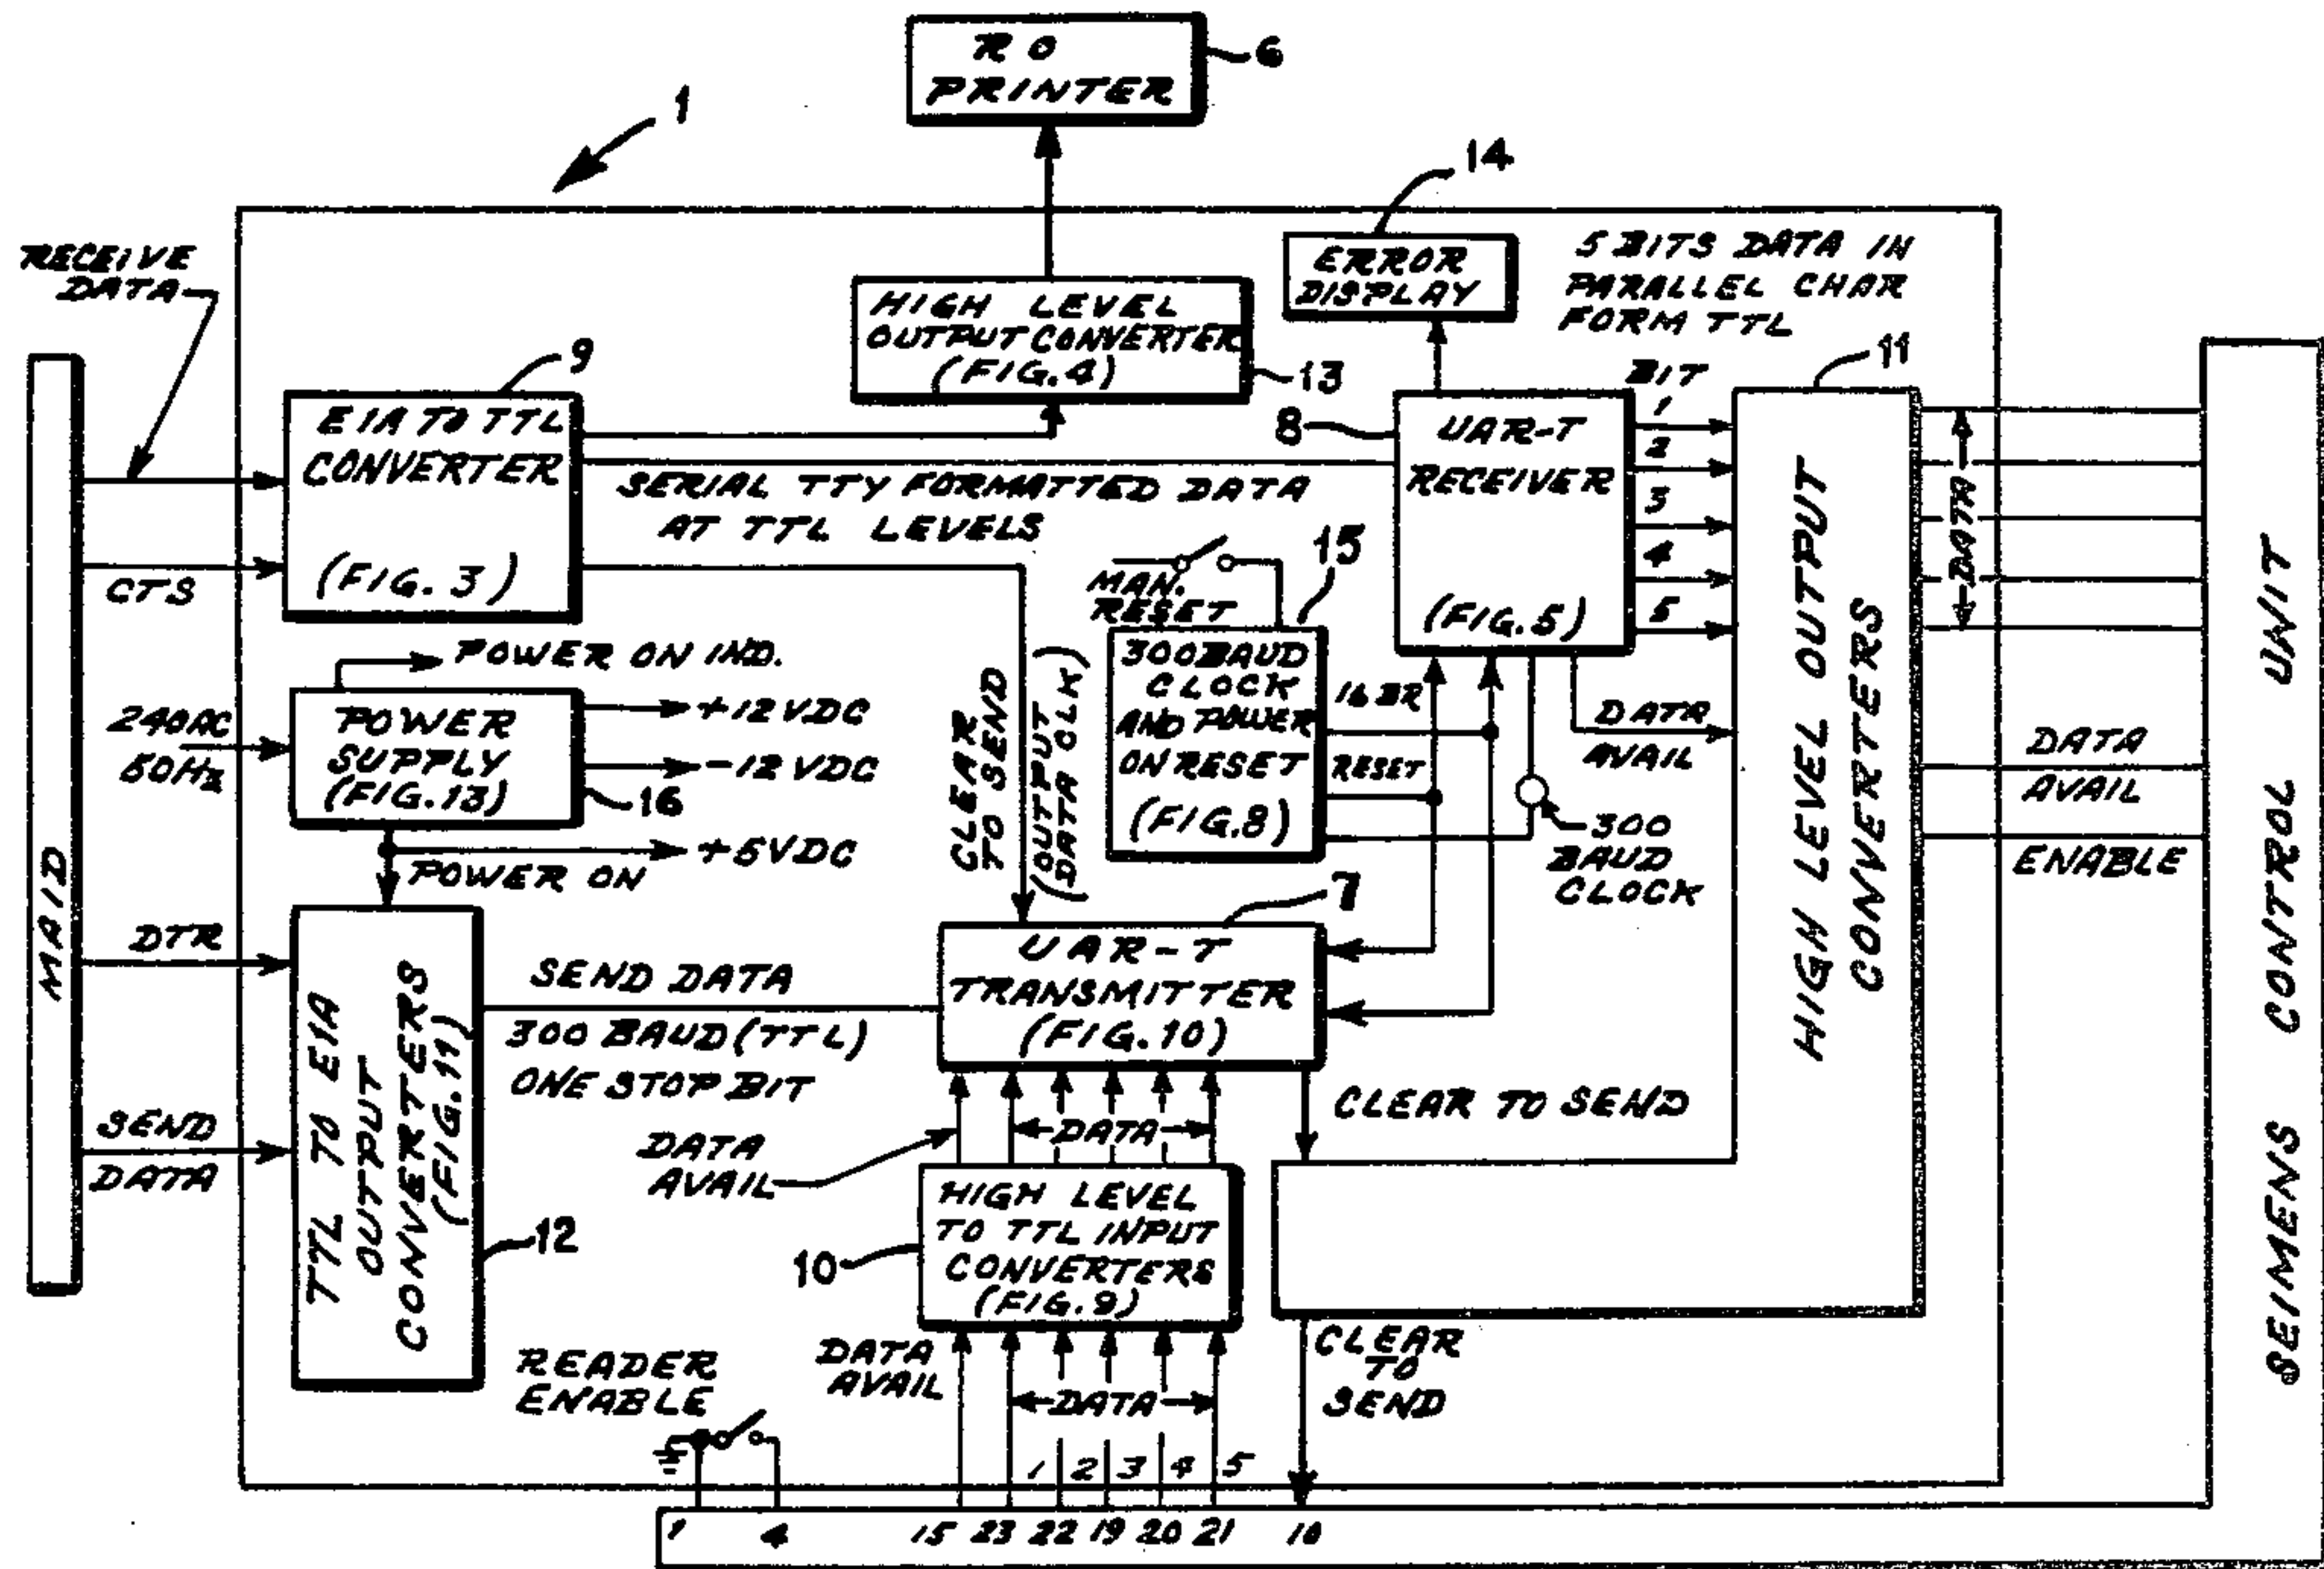 RO
PRINTER
6
1
14
RECEIVE
DATA
HIGH LEVEL
OUTPUT CONVERTER
(FIG.4)
13
ERROR
DISPLAY
5 BITS DATA IN
PARALLEL CHAR
FORM TTL
9
EIA TO TTL
CONVERTER
(FIG. 3)
CTS
SERIAL TTY FORMATTED DATA
AT TTL LEVELS
8
UAR-T
RECEIVER
(FIG.5)
BIT
1
2
3
4
5
11
HIGH LEVEL OUTPUT
CONVERTERS
DATA
MAN.
RESET
15
300 BAUD
CLOCK
AND POWER
ON RESET
(FIG.8)
16 BR
RESET
DATA
AVAIL
300
BAUD
CLOCK
DATA
AVAIL
ENABLE
SEIMENS CONTROL UNIT
MAID
240AC
50Hz
POWER ON IND.
POWER
SUPPLY
(FIG.13)
16
+12 VDC
-12 VDC
+5VDC
POWER ON
CLEAR
TO SEND
(OUTPUT
DATA CLK)
7
UAR-T
TRANSMITTER
(FIG.10)
DTR
SEND
DATA
TTL TO EIA
OUTPUT
CONVERTERS
(FIG.11)
12
SEND DATA
300 BAUD (TTL)
ONE STOP BIT
CLEAR TO SEND
DATA
AVAIL
DATA
HIGH LEVEL
TO TTL INPUT
CONVERTERS
(FIG.9)
10
READER
ENABLE
DATA
AVAIL
DATA
CLEAR
TO
SEND
1 2 3 4 5
4 15 23 22 19 20 21